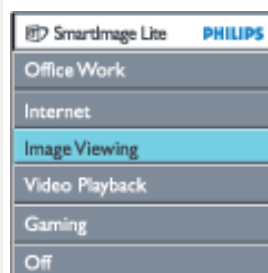 SmartImage Lite PHILIPS
Office Work
Internet
Image Viewing
Video Playback
Gaming
Off